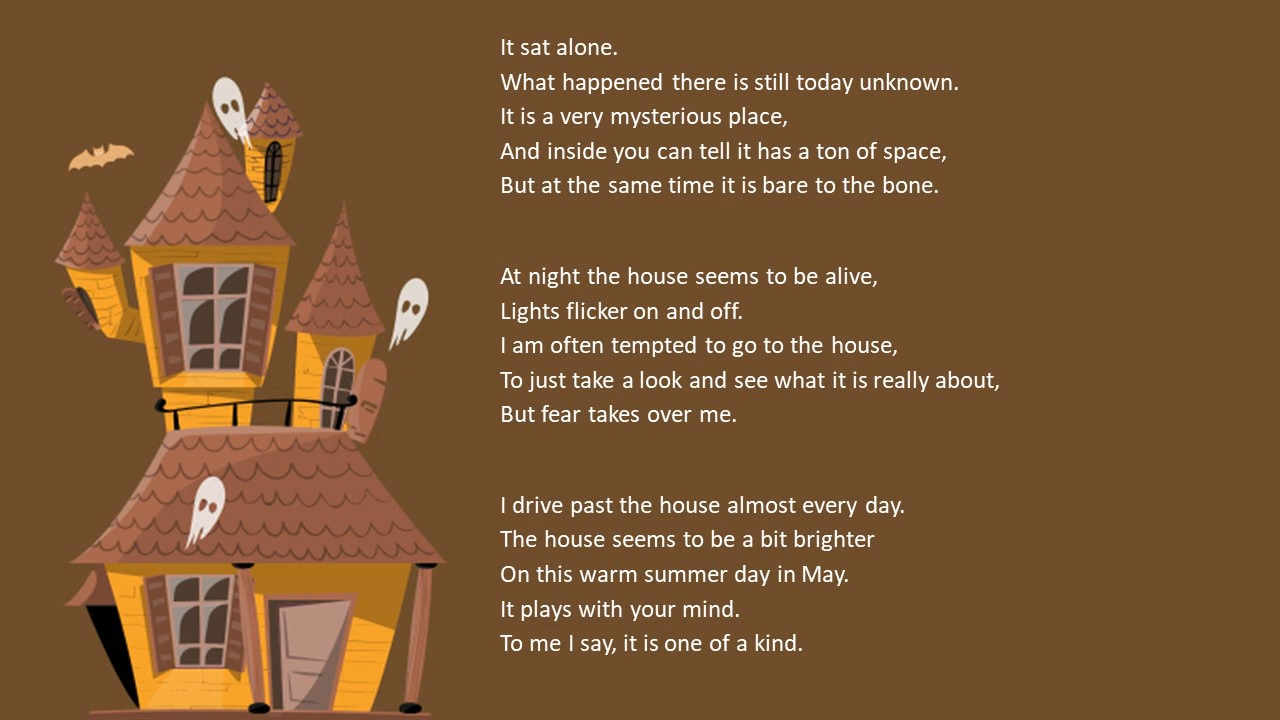 It sat alone.
What happened there is still today unknown.
It is a very mysterious place,
And inside you can tell it has a ton of space,
But at the same time it is bare to the bone.
At night the house seems to be alive,
Lights flicker on and off.
I am often tempted to go to the house,
To just take a look and see what it is really about,
But fear takes over me.
I drive past the house almost every day.
The house seems to be a bit brighter
On this warm summer day in May.
It plays with your mind.
To me I say, it is one of a kind.